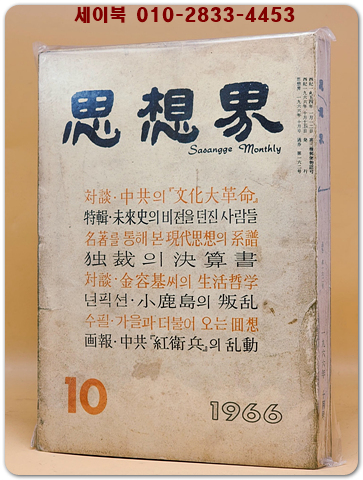 세이북 010-2833-4453
思想界
Sasangge Monthly
対談·中共의『文化大革命』
特輯·未來史의 비젼을 던진 사람들
名著를 통해 본 現代思想의 系譜
独裁의 決算書
対談·金容基씨의 生活哲学
넌픽션·小鹿島의 叛乱
수필·가을과 더불어 오는 回想
画報·中共『紅衛兵』의 乱動
10
1966